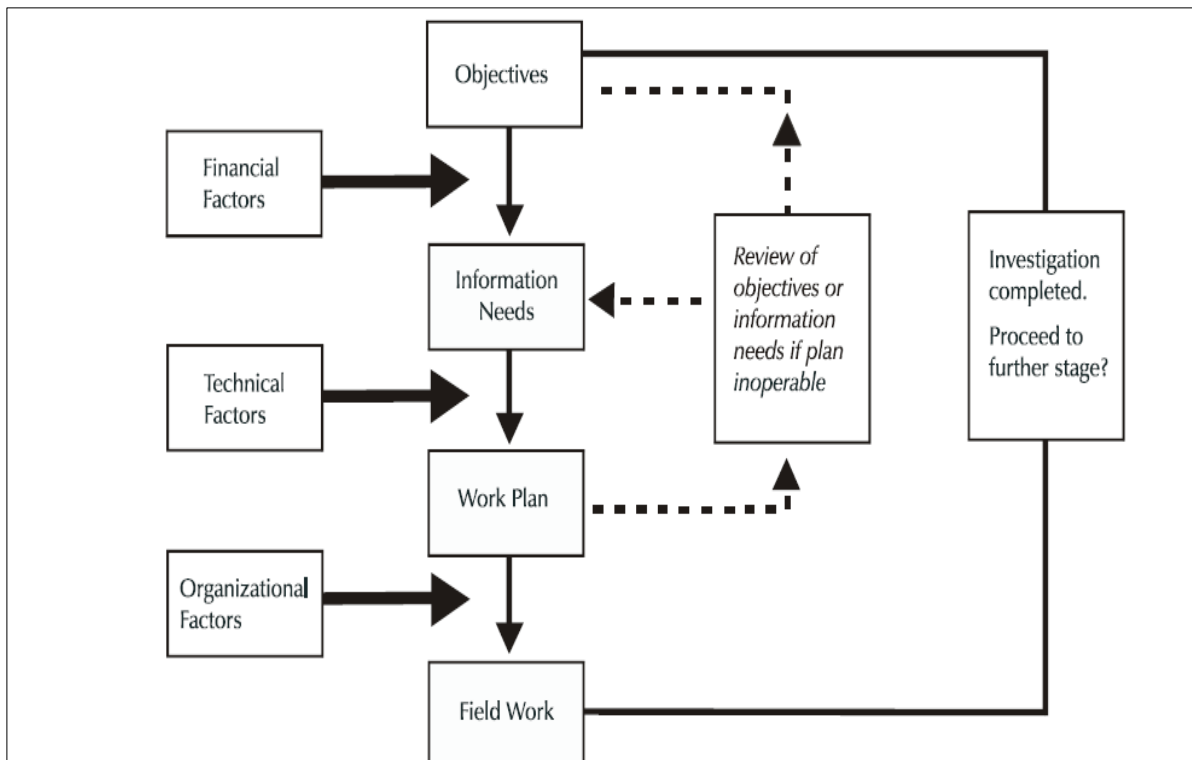 Objectives
Financial
Factors
Information
Needs
Review of
objectives or
information
needs if plan
inoperable
Investigation
completed.
Proceed to
further stage?
Technical
Factors
Work Plan
Organizational
Factors
Field Work